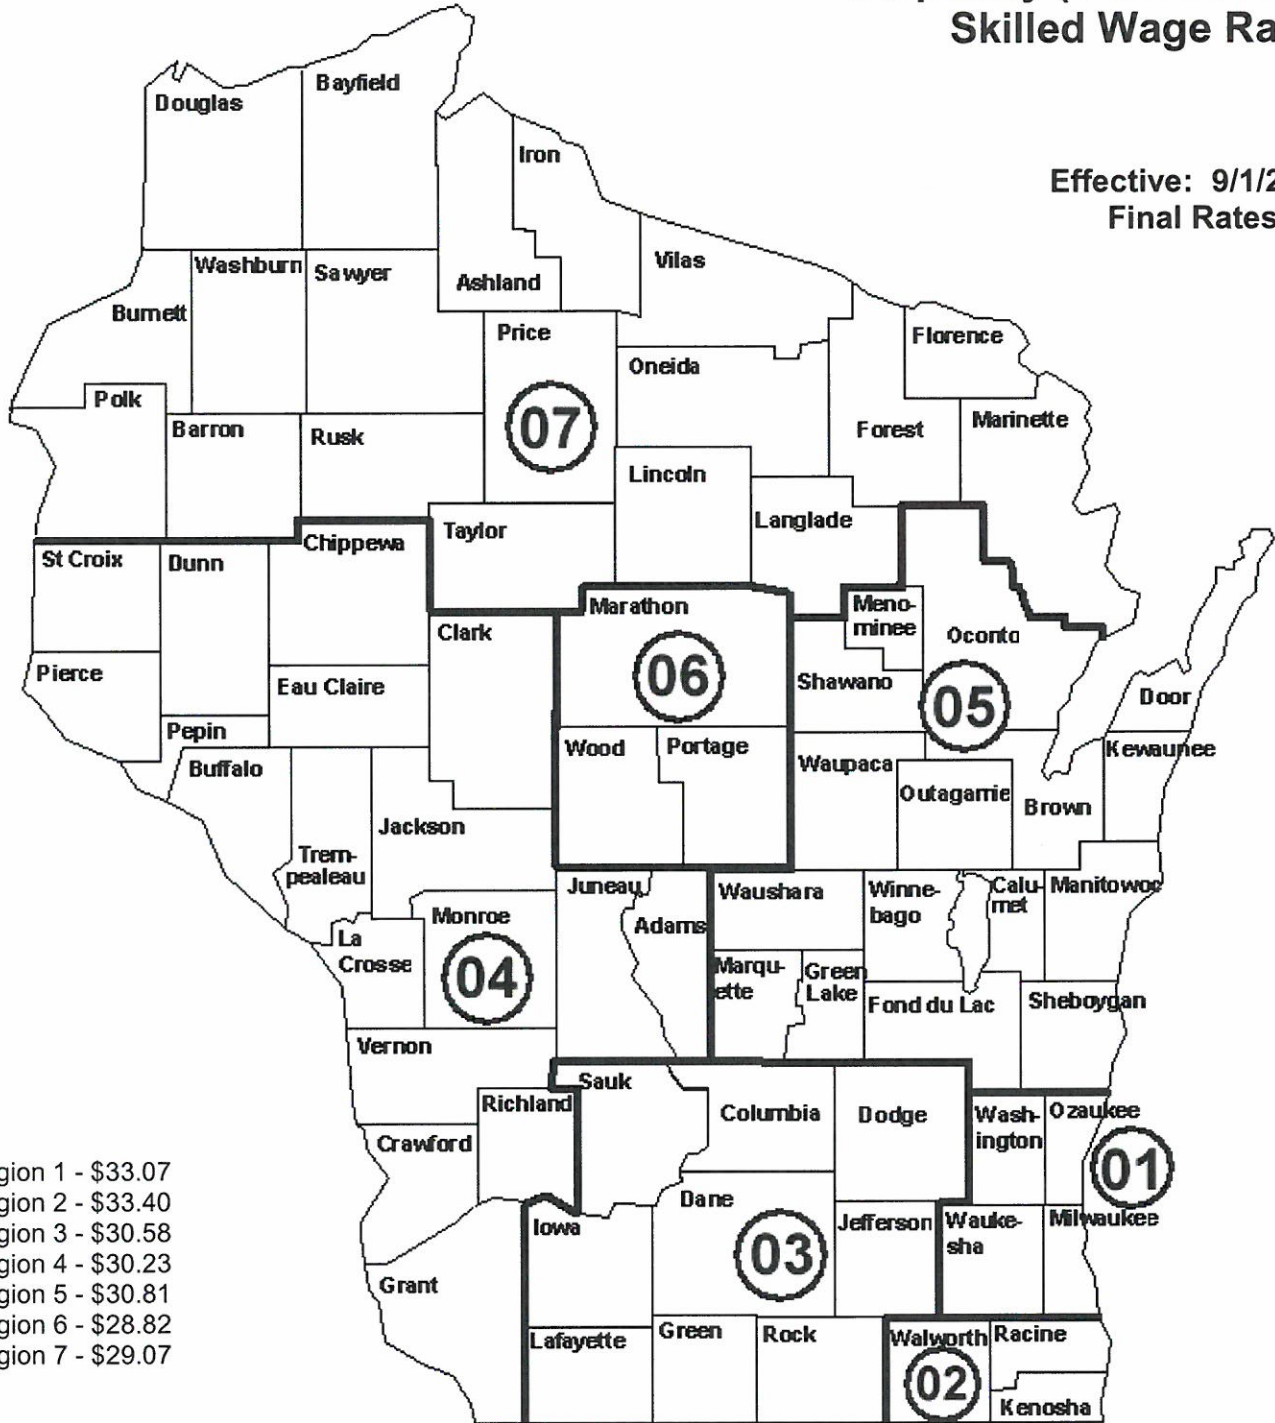 Skilled Wage Ra
Effective: 9/1/2
Final Rates
Douglas
Bayfield
Iron
Vilas
Washburn
Sawyer
Ashland
Burnett
Price
Florence
Oneida
Polk
07
Barron
Rusk
Forest
Marinette
Lincoln
Langlade
Taylor
Chippewa
St Croix
Dunn
Marathon
Meno-
minee
Clark
Oconto
06
Pierce
Eau Claire
Shawano
05
Door
Pepin
Wood
Portage
Kewaunee
Buffalo
Waupaca
Outagamie
Brown
Jackson
Trem-
pealeau
Juneau
Waushara
Winne-
bago
Calu-
met
Manitowoc
Monroe
Adams
La
Crosse
04
Marqu-
ette
Green
Lake
Fond du Lac
Sheboygan
Vernon
Sauk
Richland
Columbia
Dodge
Wash-
ington
Ozaukee
Crawford
01
Dane
Iowa
Jefferson
Wauke-
sha
Milwaukee
03
Grant
Lafayette
Green
Rock
Walworth
Racine
02
Kenosha
gion 1 - $33.07
gion 2 - $33.40
gion 3 - $30.58
gion 4 - $30.23
gion 5 - $30.81
gion 6 - $28.82
gion 7 - $29.07